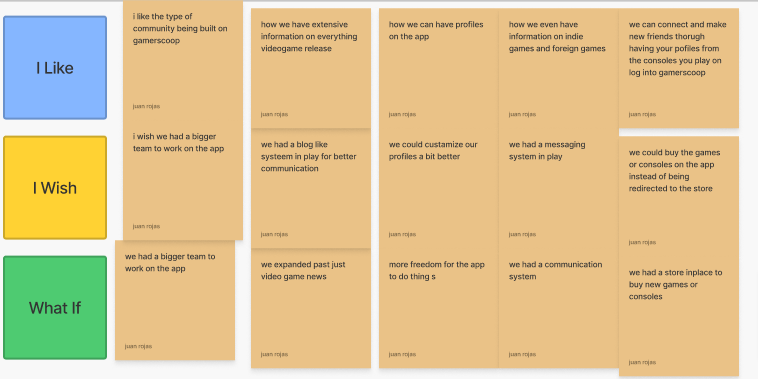 I Like
i like the type of
community being built on
gamerscoop
juan rojas
how we have extensive
information on everything
videogame release
juan rojas
how we can have profiles
on the app
juan rojas
how we even have
information on indie
games and foreign games
juan rojas
we can connect and make
new friends thorugh
having your pofiles from
the consoles you play on
log into gamerscoop
juan rojas
I Wish
i wish we had a bigger
team to work on the app
juan rojas
we had a blog like
systeem in play for better
communication
juan rojas
we could custamize our
profiles a bit better
juan rojas
we had a messaging
system in play
juan rojas
we could buy the games
or consoles on the app
instead of being
redirected to the store
juan rojas
What If
we had a bigger team to
work on the app
juan rojas
we expanded past just
video game news
juan rojas
more freedom for the app
to do thing s
juan rojas
we had a communication
system
juan rojas
we had a store inplace to
buy new games or
consoles
juan rojas